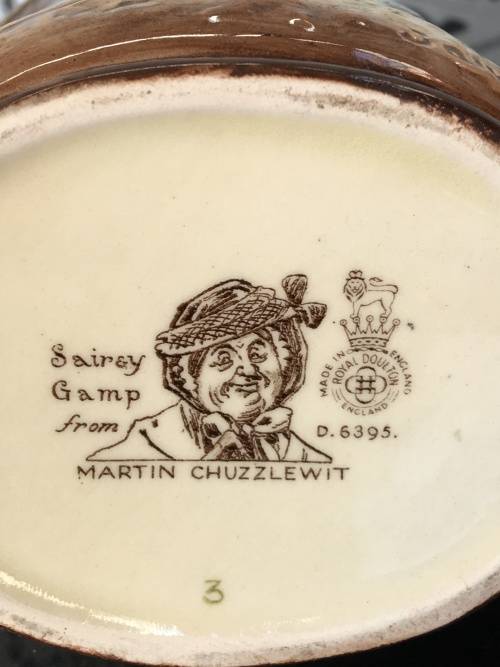 Sairey
Gamp
from
MARTIN CHUZZLEWIT
MADE IN ENGLAND
ROYAL DOULTON
ENGLAND
D.6395.
3